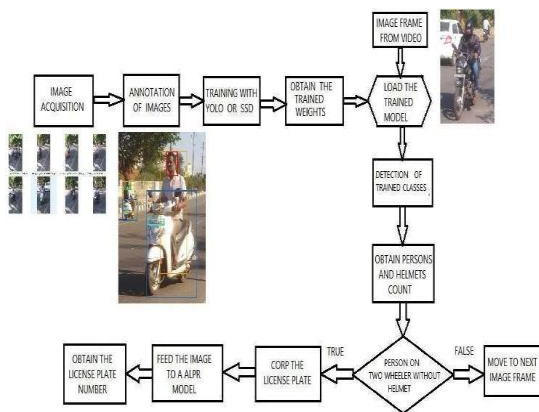 IMAGE FRAME
FROM VIDEO
IMAGE
ACQUISITION
ANNOTATION
OF IMAGES
TRAINING WITH
YOLO OR SSD
OBTAIN THE
TRAINED
WEIGHTS
LOAD THE
TRAINED
MODEL
DETECTION OF
TRAINED CLASSES
OBTAIN PERSONS
AND HELMETS
COUNT
PERSON ON
TWO WHEELER WITHOUT
HELMET
TRUE
FALSE
MOVE TO NEXT
IMAGE FRAME
CORP THE
LICENSE PLATE
FEED THE IMAGE
TO A ALPR
MODEL
OBTAIN THE
LICENSE PLATE
NUMBER